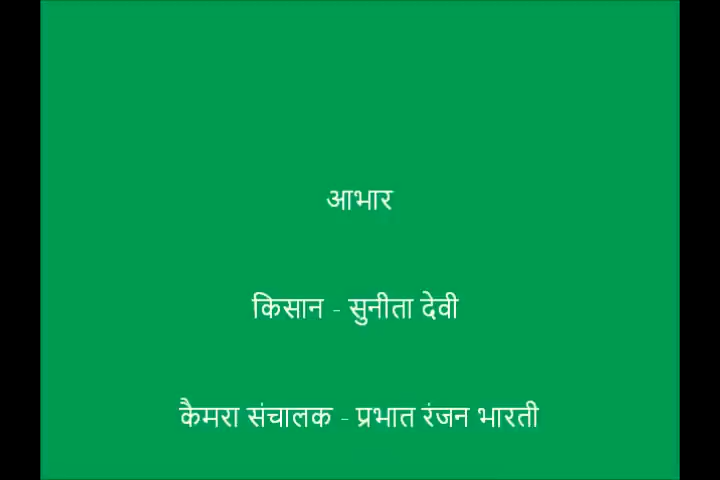 आभार
किसान - सुनीता देवी
कैमरा संचालक - प्रभात रंजन भारती